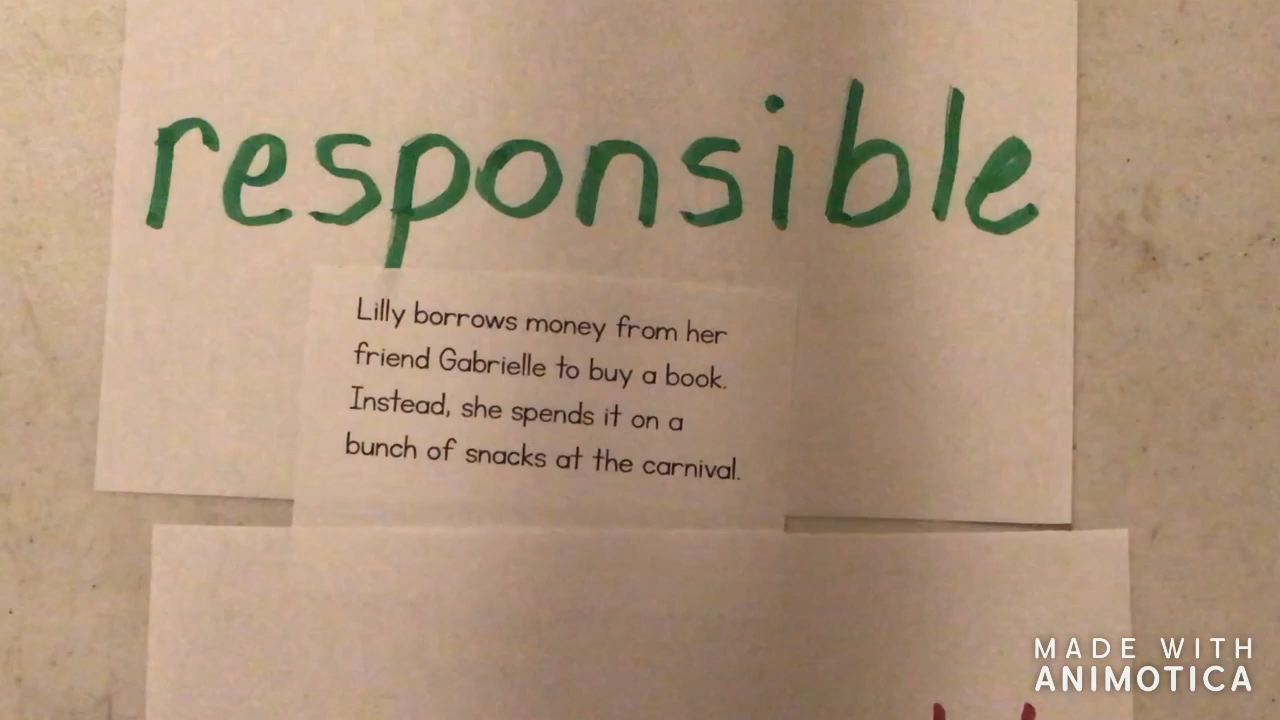 responsible
Lilly borrows money from her
friend Gabrielle to buy a book.
Instead, she spends it on a
bunch of snacks at the carnival.
MADE WITH
ANIMOTICA